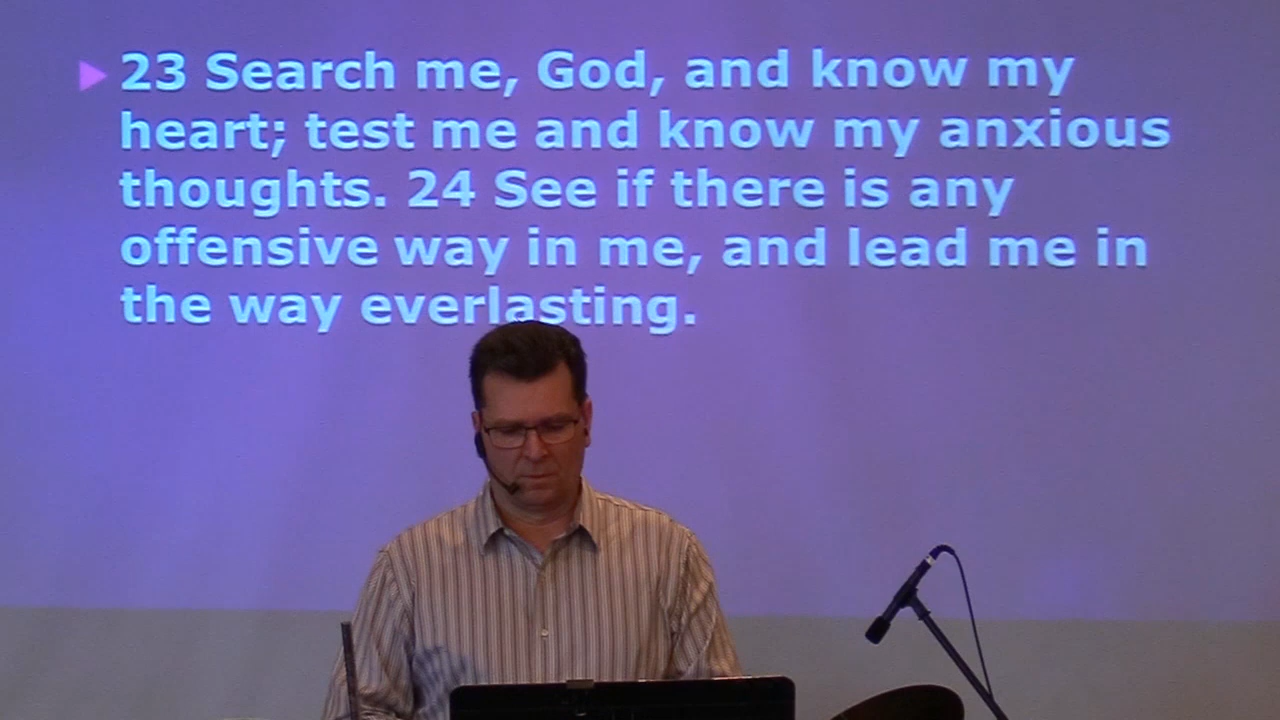 23 Search me, God, and know my
heart; test me and know my anxious
thoughts. 24 See if there is any
offensive way in me, and lead me in
the way everlasting.